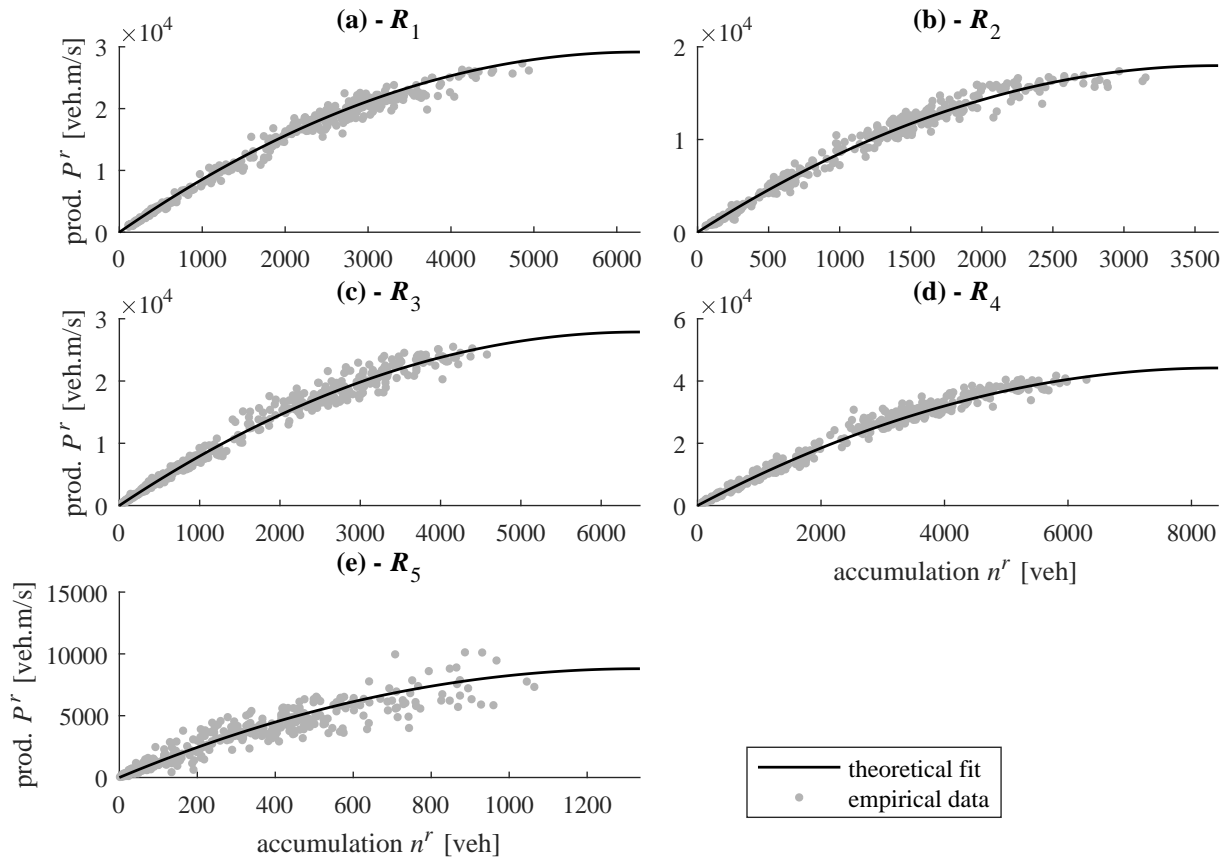 (a) - R1
×10^4
prod. P^r [veh.m/s]
3
2
1
0
0 1000 2000 3000 4000 5000 6000
(b) - R2
×10^4
2
1
0
0 500 1000 1500 2000 2500 3000 3500
(c) - R3
×10^4
prod. P^r [veh.m/s]
3
2
1
0
0 1000 2000 3000 4000 5000 6000
(d) - R4
×10^4
6
4
2
0
0 2000 4000 6000 8000
accumulation n^r [veh]
(e) - R5
prod. P^r [veh.m/s]
15000
10000
5000
0
0 200 400 600 800 1000 1200
accumulation n^r [veh]
theoretical fit
empirical data